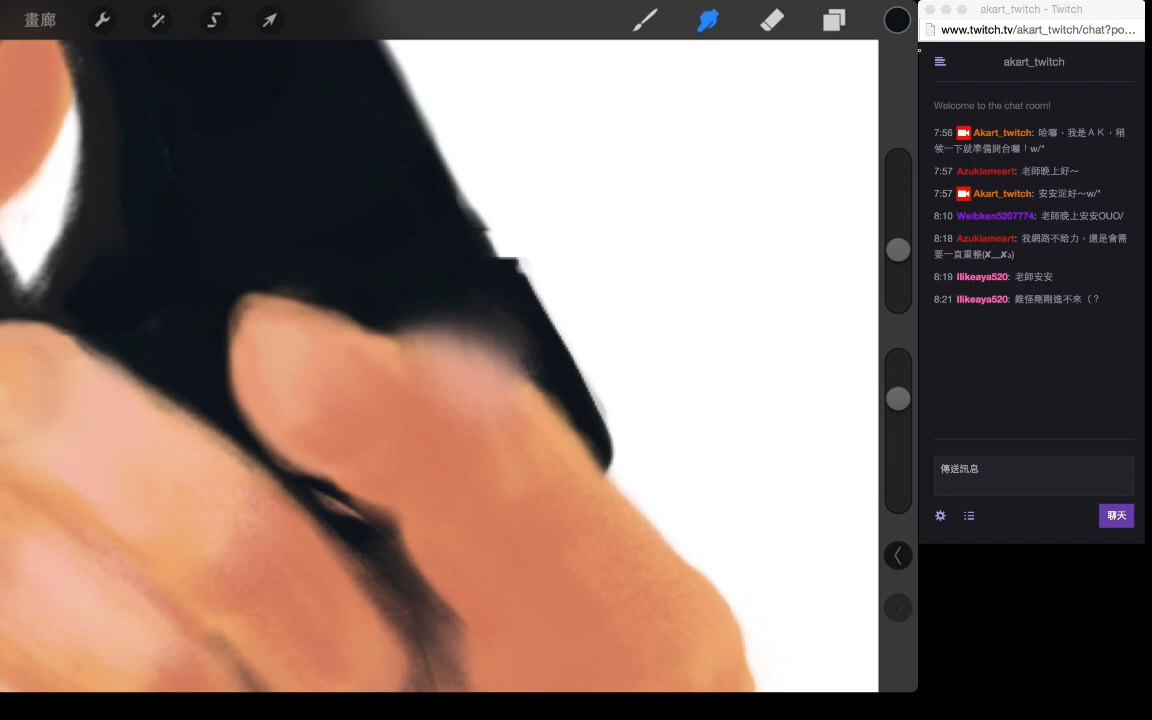 畫廊
akart_twitch - Twitch
www.twitch.tv/akart_twitch/chat?po...
akart_twitch
Welcome to the chat room!
7:56 Akart_twitch: 哈囉，我是ＡＫ，稍
候一下就準備開台囉！w/"
7:57 Azukiameart: 老師晚上好～
7:57 Akart_twitch: 安安泥好～w/"
8:10 Weibken5207774: 老師晚上安安OUO/
8:18 Azukiameart: 我網路不給力，還是會需
要一直重整(✘﹏✘ა)
8:19 Ilikeaya520: 老師安安
8:21 Ilikeaya520: 難怪剛剛進不來（？
傳送訊息
聊天